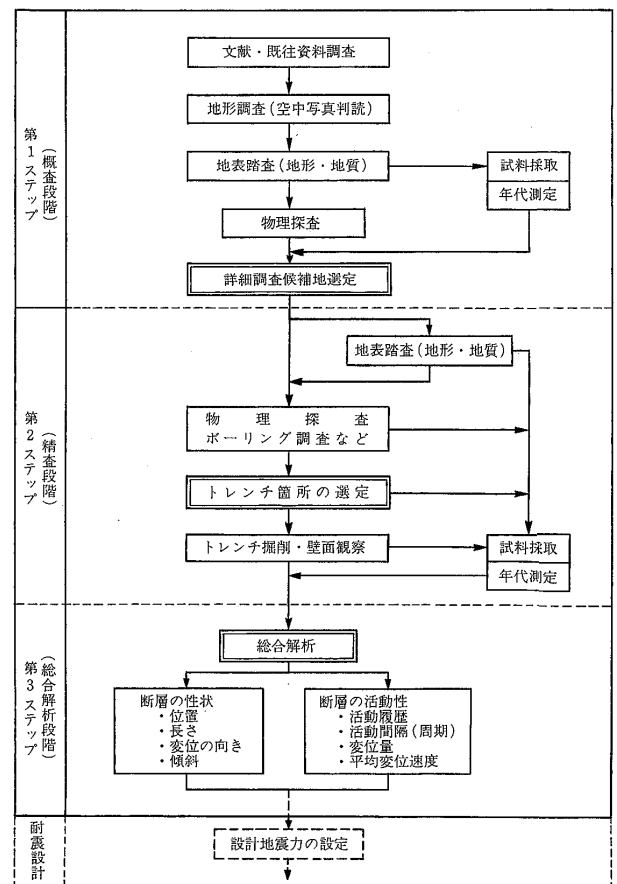 第1ステップ
(概査段階)
文献・既往資料調査
地形調査(空中写真判読)
地表踏査(地形・地質)
試料採取
年代測定
物理探査
詳細調査候補地選定
第2ステップ
(精査段階)
地表踏査(地形・地質)
物理探査
ボーリング調査など
トレンチ箇所の選定
トレンチ掘削・壁面観察
試料採取
年代測定
第3ステップ
(総合解析段階)
総合解析
断層の性状
・位置
・長さ
・変位の向き
・傾斜
断層の活動性
・活動履歴
・活動間隔(周期)
・変位量
・平均変位速度
耐震設計
設計地震力の設定